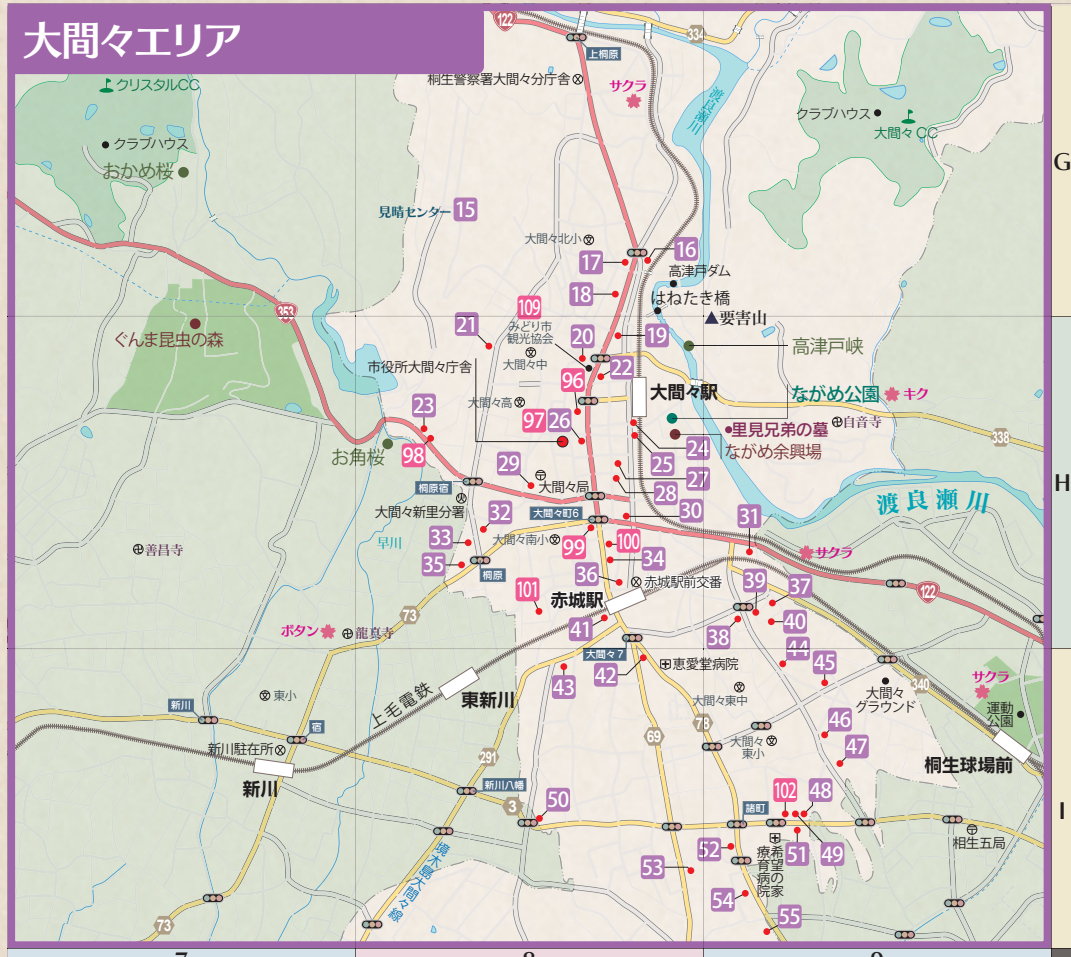 大間々エリア
122
334
上桐原
桐生警察署大間々分庁舎
サクラ
渡良瀬川
クリスタルCC
クラブハウス
おかめ桜
クラブハウス
大間々CC
G
見晴センター 15
大間々北小
16
17
高津戸ダム
18
はねたき橋
353
109
要害山
ぐんま昆虫の森
21
みどり市
観光協会
20
19
大間々中
高津戸峡
市役所大間々庁舎
22
96
大間々駅
ながめ公園
キク
大間々高
23
97
26
里見兄弟の墓
自音寺
338
お角桜
98
24
ながめ余興場
25
29
27
大間々局
28
H
桐原宿
大間々新里分署
大間々町6
30
渡良瀬川
32
31
33
大間々南小
99
100
サクラ
早川
善昌寺
35
桐原
34
36
赤城駅前交番
122
73
101
赤城駅
39
37
ボタン
龍真寺
41
38
40
大間々7
44
42
恵愛堂病院
43
45
サクラ
東新川
上毛電鉄
大間々東中
大間々
グラウンド
340
東小
運動
公園
新川
宿
78
46
69
大間々
東小
47
新川駐在所
291
桐生球場前
新川
新川八幡
3
50
諸町
102
48
I
51
49
相生五局
52
希望の家
療育病院
53
境木島大間々線
54
73
55
7
8
9